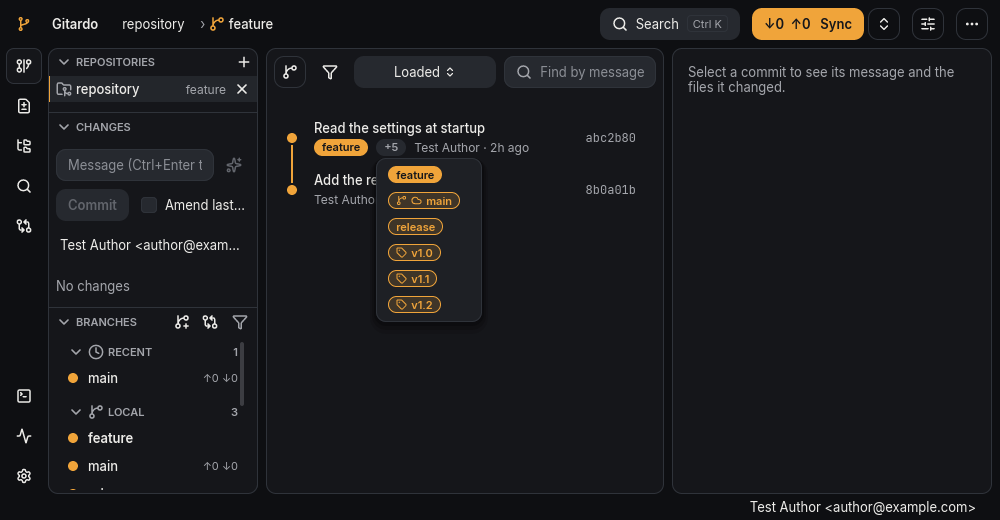 Gitardo repository › feature Search Ctrl K ↓0 ↑0 Sync
REPOSITORIES
repository feature
CHANGES
Message (Ctrl+Enter t
Commit Amend last...
Test Author <author@exam...
No changes
BRANCHES
RECENT 1
main ↑0 ↓0
LOCAL 3
feature
main ↑0 ↓0
Loaded Find by message
Read the settings at startup abc2b80
feature +5 Test Author · 2h ago
Add the re 8b0a01b
Test Autho
feature
main
release
v1.0
v1.1
v1.2
Select a commit to see its message and the
files it changed.
Test Author <author@example.com>